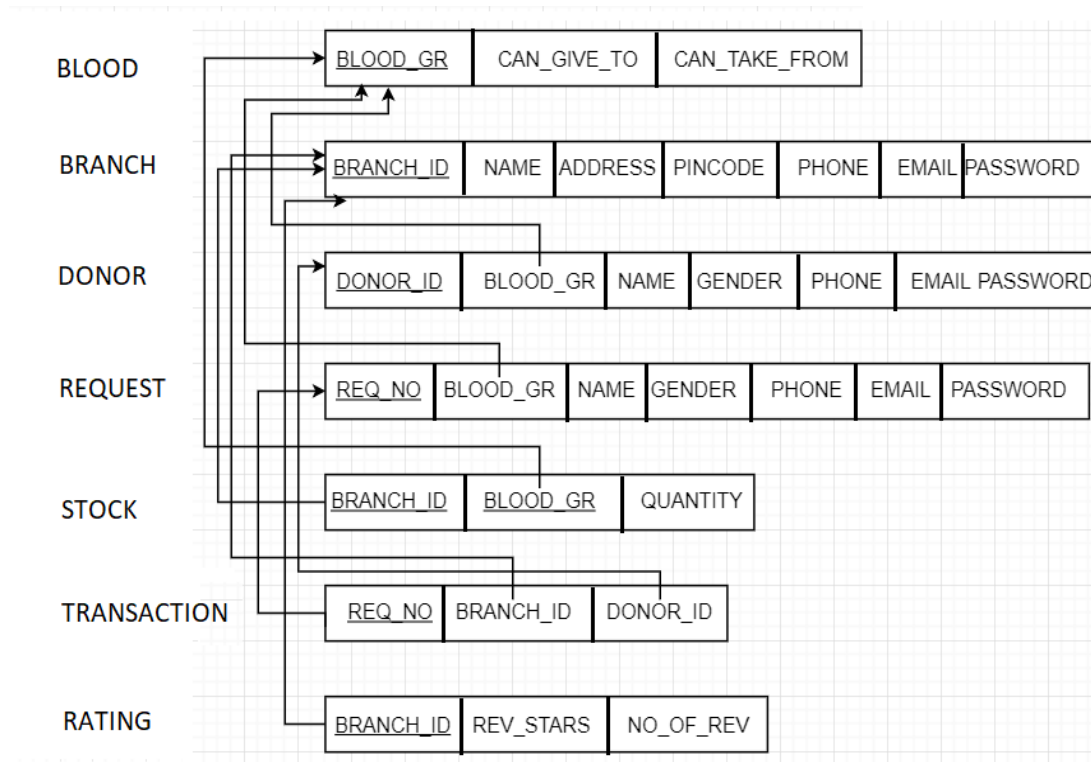 BLOOD BLOOD_GR CAN_GIVE_TO CAN_TAKE_FROM
BRANCH BRANCH_ID NAME ADDRESS PINCODE PHONE EMAIL PASSWORD
DONOR DONOR_ID BLOOD_GR NAME GENDER PHONE EMAIL PASSWORD
REQUEST REQ_NO BLOOD_GR NAME GENDER PHONE EMAIL PASSWORD
STOCK BRANCH_ID BLOOD_GR QUANTITY
TRANSACTION REQ_NO BRANCH_ID DONOR_ID
RATING BRANCH_ID REV_STARS NO_OF_REV